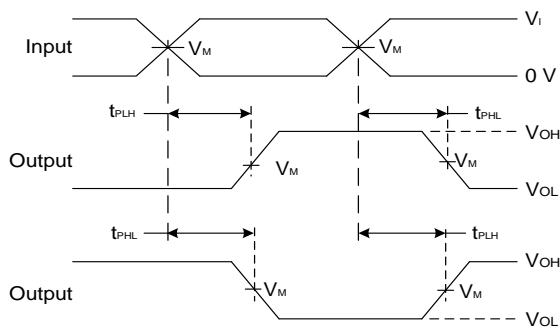 V_I
Input V_M V_M
0 V
t_PLH t_PHL
V_OH
Output V_M V_M
V_OL
t_PHL t_PLH
V_OH
Output V_M V_M
V_OL